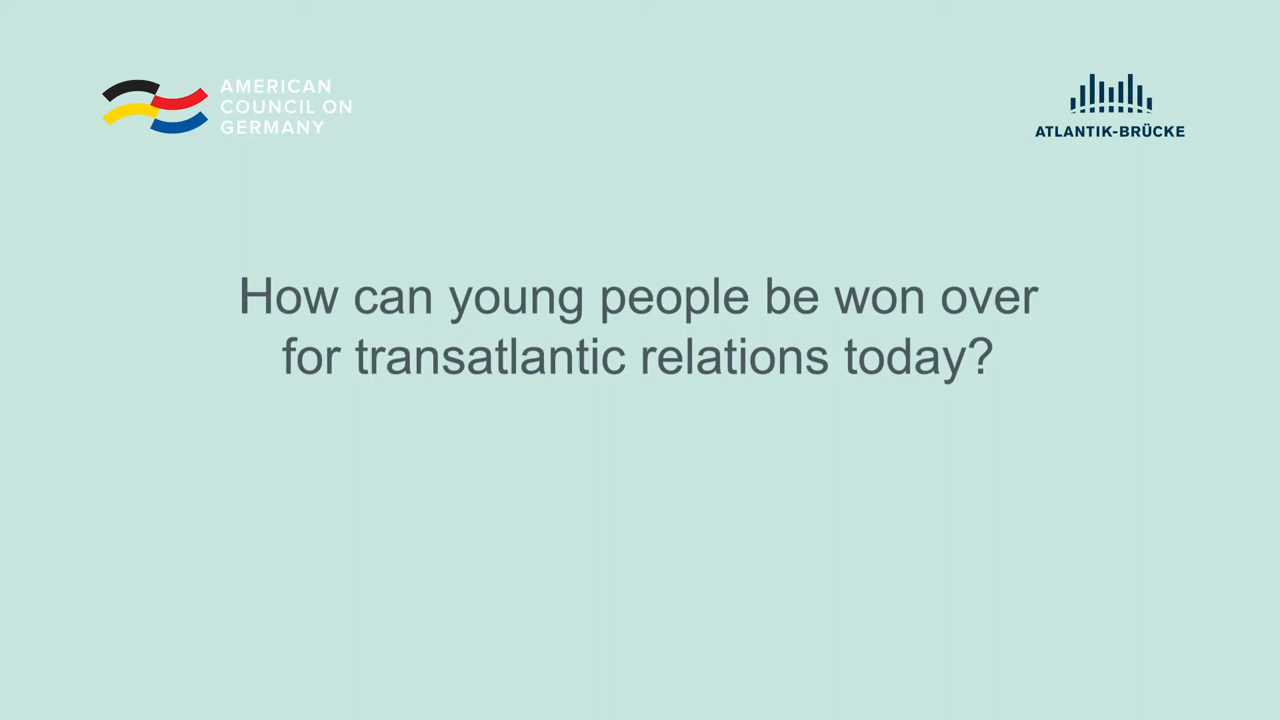 AMERICAN
COUNCIL ON
GERMANY
ATLANTIK-BRÜCKE
How can young people be won over
for transatlantic relations today?